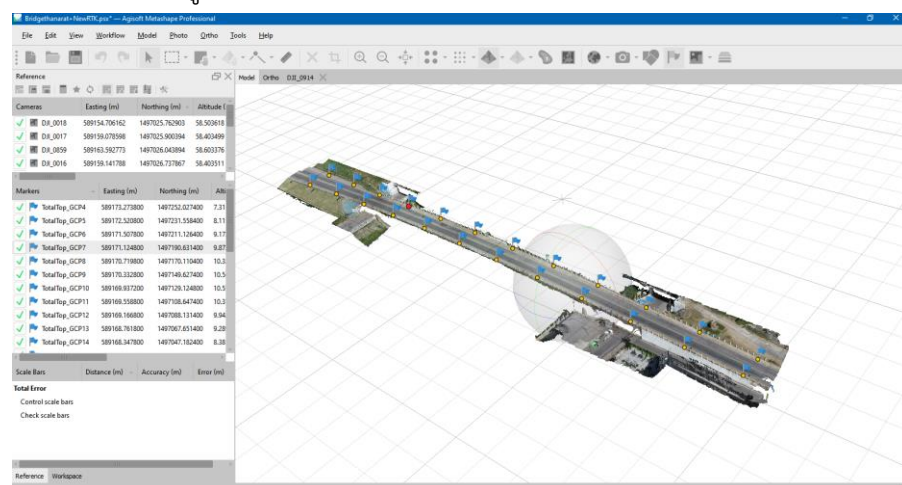 Bridgethanarat+NewRTK.psx* — Agisoft Metashape Professional
File Edit View Workflow Model Photo Ortho Tools Help
Reference
Model Ortho DJI_0914
Cameras Easting (m) Northing (m) Altitude (
DJI_0018 589154.706162 1497025.762903 58.503618
DJI_0017 589159.078598 1497025.900394 58.403499
DJI_0859 589163.592773 1497026.043894 58.603376
DJI_0016 589159.141788 1497026.737867 58.403511
Markers Easting (m) Northing (m) Alti
TotalTop_GCP4 589173.273800 1497252.027400 7.31
TotalTop_GCP5 589172.520800 1497231.558400 8.11
TotalTop_GCP6 589171.507800 1497211.126400 9.17
TotalTop_GCP7 589171.124800 1497190.631400 9.87
TotalTop_GCP8 589170.719800 1497170.110400 10.3
TotalTop_GCP9 589170.332800 1497149.627400 10.5
TotalTop_GCP10 589169.937200 1497129.124800 10.5
TotalTop_GCP11 589169.558800 1497108.647400 10.3
TotalTop_GCP12 589169.166800 1497088.131400 9.94
TotalTop_GCP13 589168.761800 1497067.651400 9.28
TotalTop_GCP14 589168.347800 1497047.182400 8.38
Scale Bars Distance (m) Accuracy (m) Error (m)
Total Error
Control scale bars
Check scale bars
Reference Workspace